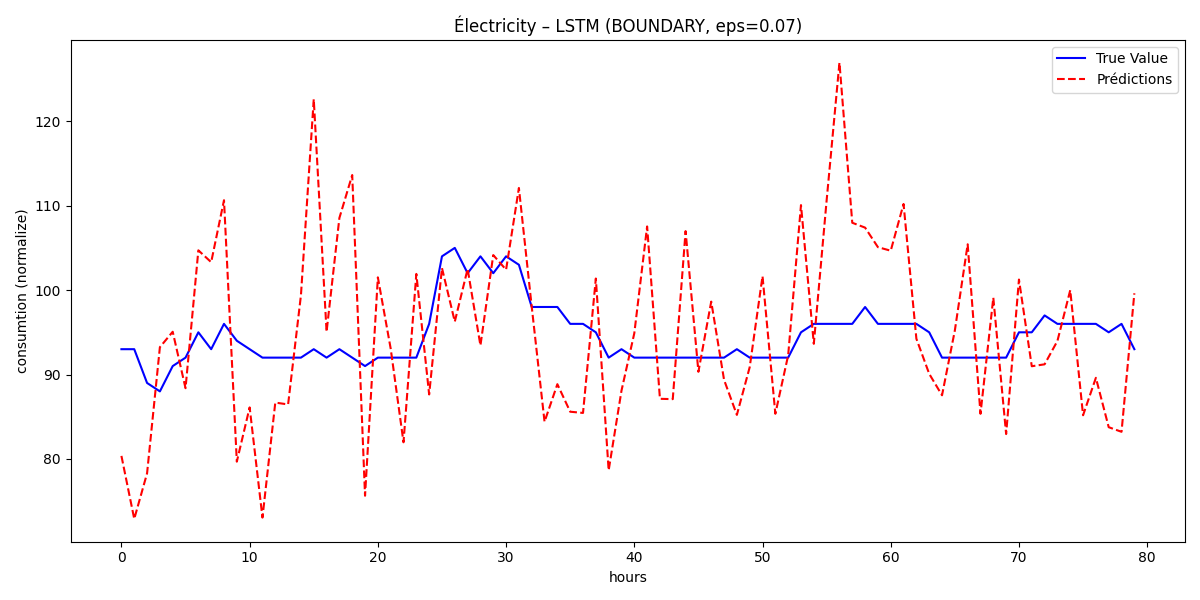 Électricity – LSTM (BOUNDARY, eps=0.07)
True Value
Prédictions
consumtion (normalize)
120
110
100
90
80
0 10 20 30 40 50 60 70 80
hours